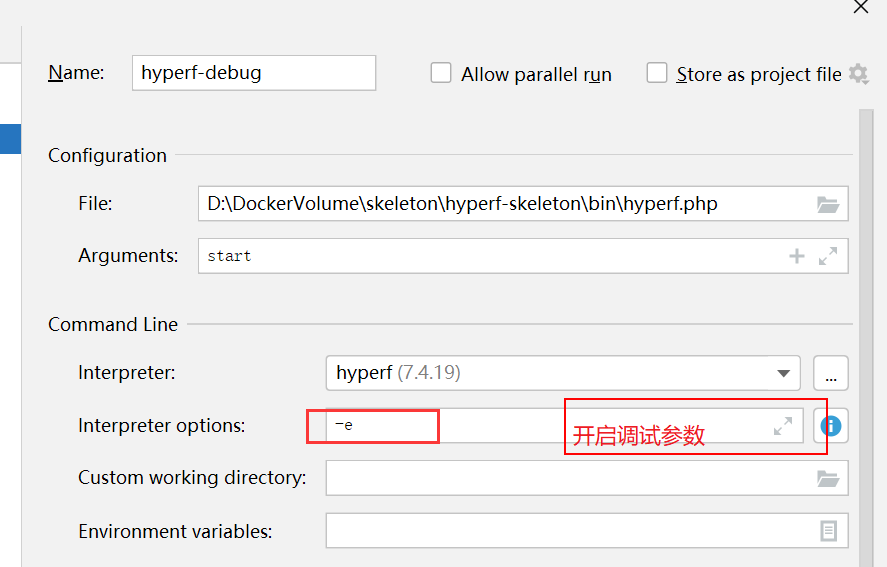 Name: hyperf-debug Allow parallel run Store as project file
Configuration
File: D:\DockerVolume\skeleton\hyperf-skeleton\bin\hyperf.php
Arguments: start
Command Line
Interpreter: hyperf (7.4.19) ...
Interpreter options: -e 开启调试参数
Custom working directory:
Environment variables: